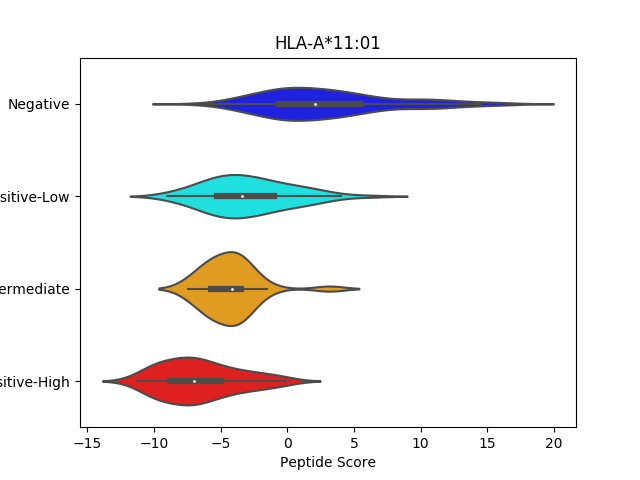 HLA-A*11:01
Negative
sitive-Low
ermediate
sitive-High
−15 −10 −5 0 5 10 15 20
Peptide Score